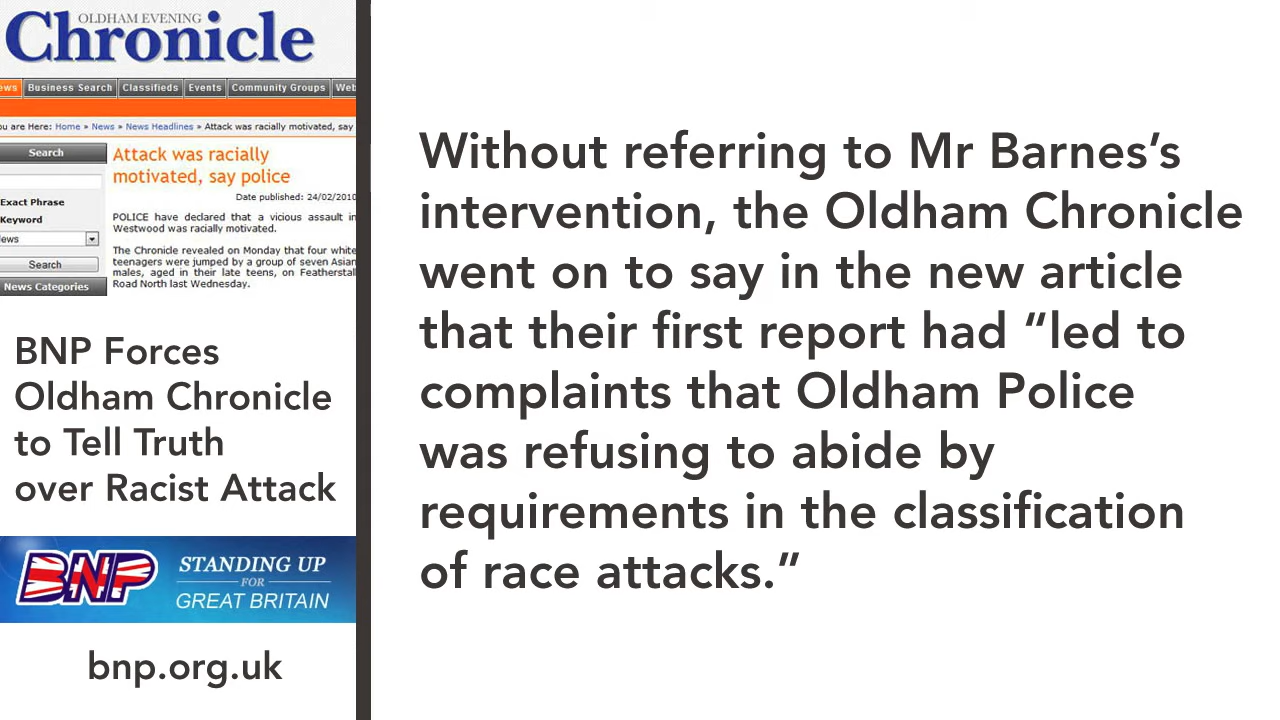 OLDHAM EVENING
Chronicle
ews
Business Search
Classifieds
Events
Community Groups
Web
ou are Here: Home » News » News Headlines » Attack was racially motivated, say
Search
Exact Phrase
Keyword
ews
Search
News Categories
Attack was racially
motivated, say police
Date published: 24/02/2010
POLICE have declared that a vicious assault in
Westwood was racially motivated.
The Chronicle revealed on Monday that four white
teenagers were jumped by a group of seven Asian
males, aged in their late teens, on Featherstall
Road North last Wednesday.
BNP Forces
Oldham Chronicle
to Tell Truth
over Racist Attack
BNP
STANDING UP
FOR
GREAT BRITAIN
bnp.org.uk
Without referring to Mr Barnes’s
intervention, the Oldham Chronicle
went on to say in the new article
that their first report had “led to
complaints that Oldham Police
was refusing to abide by
requirements in the classification
of race attacks.”